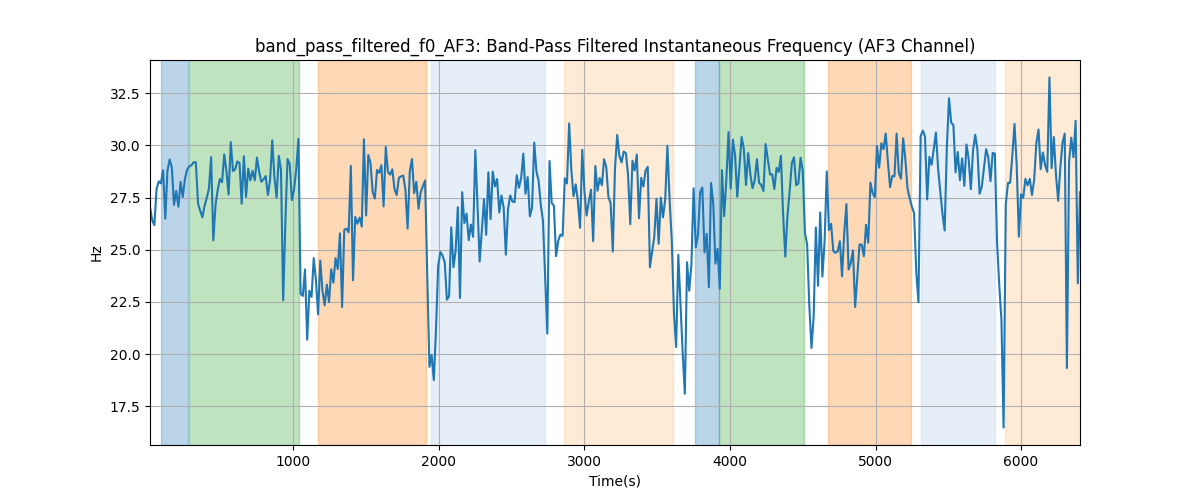 band_pass_filtered_f0_AF3: Band-Pass Filtered Instantaneous Frequency (AF3 Channel)
32.5
30.0
27.5
25.0
22.5
20.0
17.5
Hz
1000 2000 3000 4000 5000 6000
Time(s)